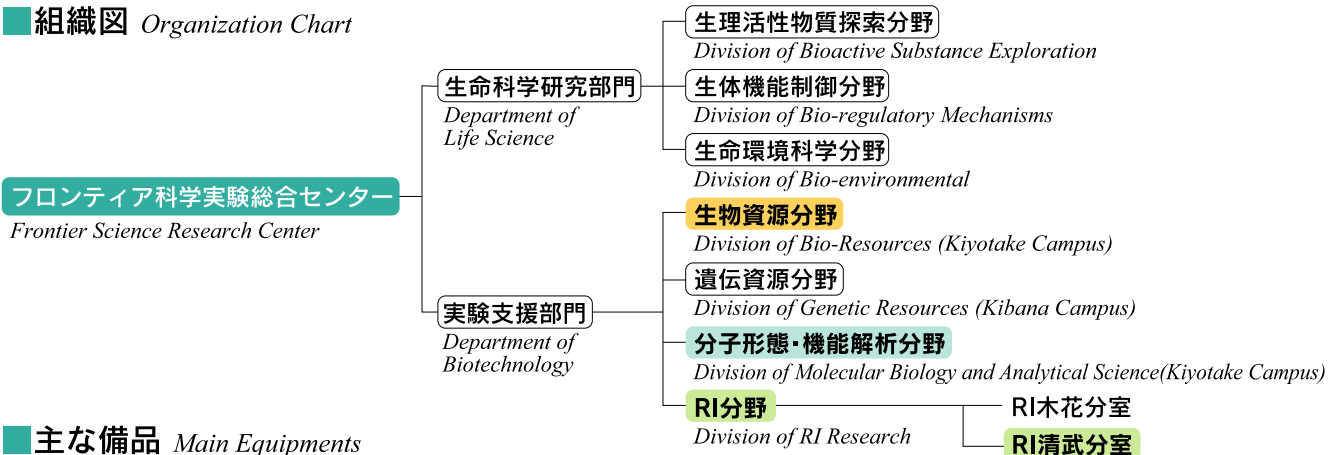 組織図 Organization Chart
フロンティア科学実験総合センター
Frontier Science Research Center
生命科学研究部門
Department of
Life Science
生理活性物質探索分野
Division of Bioactive Substance Exploration
生体機能制御分野
Division of Bio-regulatory Mechanisms
生命環境科学分野
Division of Bio-environmental
実験支援部門
Department of
Biotechnology
生物資源分野
Division of Bio-Resources (Kiyotake Campus)
遺伝資源分野
Division of Genetic Resources (Kibana Campus)
分子形態・機能解析分野
Division of Molecular Biology and Analytical Science(Kiyotake Campus)
RI分野
Division of RI Research
RI木花分室
RI清武分室
主な備品 Main Equipments